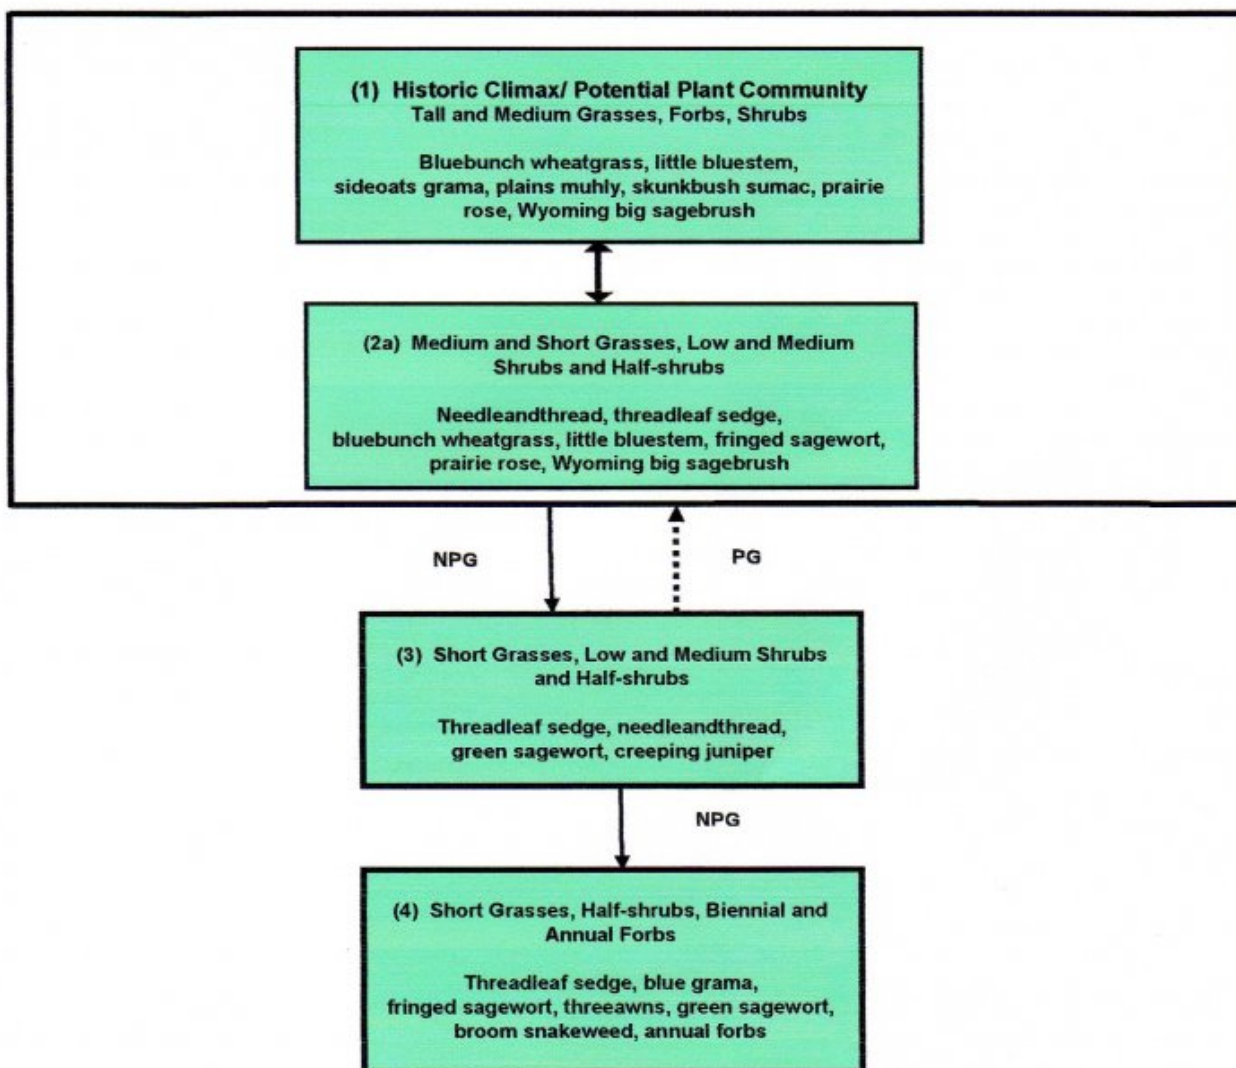 (1) Historic Climax/ Potential Plant Community
Tall and Medium Grasses, Forbs, Shrubs
Bluebunch wheatgrass, little bluestem,
sideoats grama, plains muhly, skunkbush sumac, prairie
rose, Wyoming big sagebrush
(2a) Medium and Short Grasses, Low and Medium
Shrubs and Half-shrubs
Needleandthread, threadleaf sedge,
bluebunch wheatgrass, little bluestem, fringed sagewort,
prairie rose, Wyoming big sagebrush
NPG
PG
(3) Short Grasses, Low and Medium Shrubs
and Half-shrubs
Threadleaf sedge, needleandthread,
green sagewort, creeping juniper
NPG
(4) Short Grasses, Half-shrubs, Biennial and
Annual Forbs
Threadleaf sedge, blue grama,
fringed sagewort, threeawns, green sagewort,
broom snakeweed, annual forbs